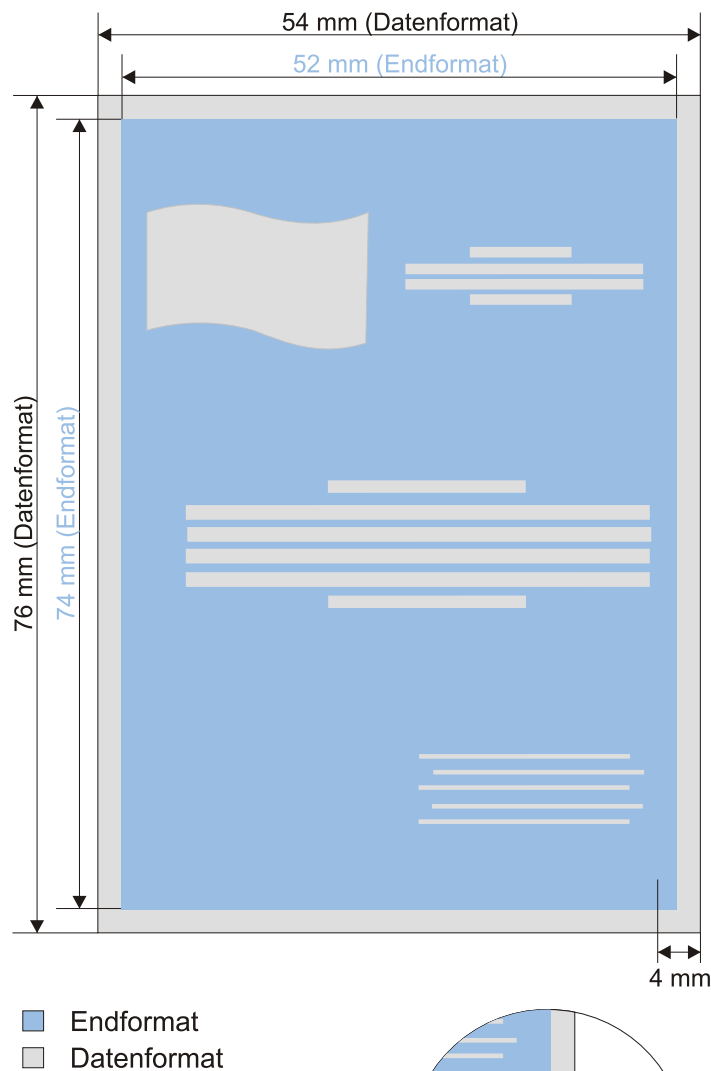 54 mm (Datenformat)
52 mm (Endformat)
76 mm (Datenformat)
74 mm (Endformat)
4 mm
Endformat
Datenformat